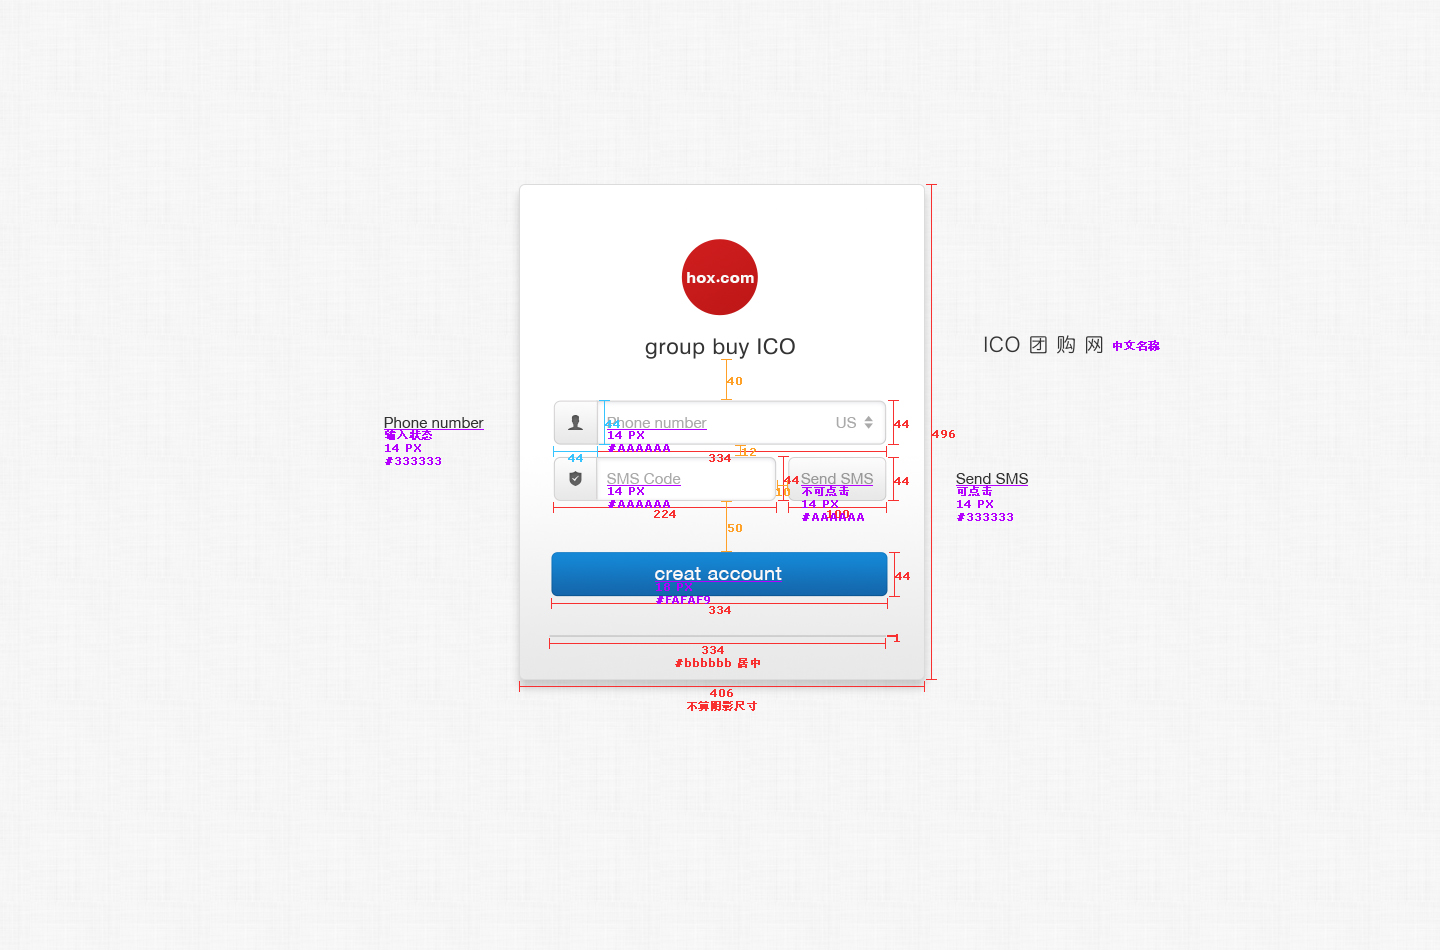 hox.com
group buy ICO
ICO 团 购 网 中文名称
40
Phone number
输入状态
14 PX
#333333
44
Phone number
14 PX
#AAAAAA
US
44
496
44
334
12
SMS Code
14 PX
#AAAAAA
44
10
Send SMS
不可点击
14 PX
#AAAAAA
44
Send SMS
可点击
14 PX
#333333
224
100
50
creat account
PX
#FAFAF9
44
334
1
334
#bbbbbb 居中
406
不算阴影尺寸